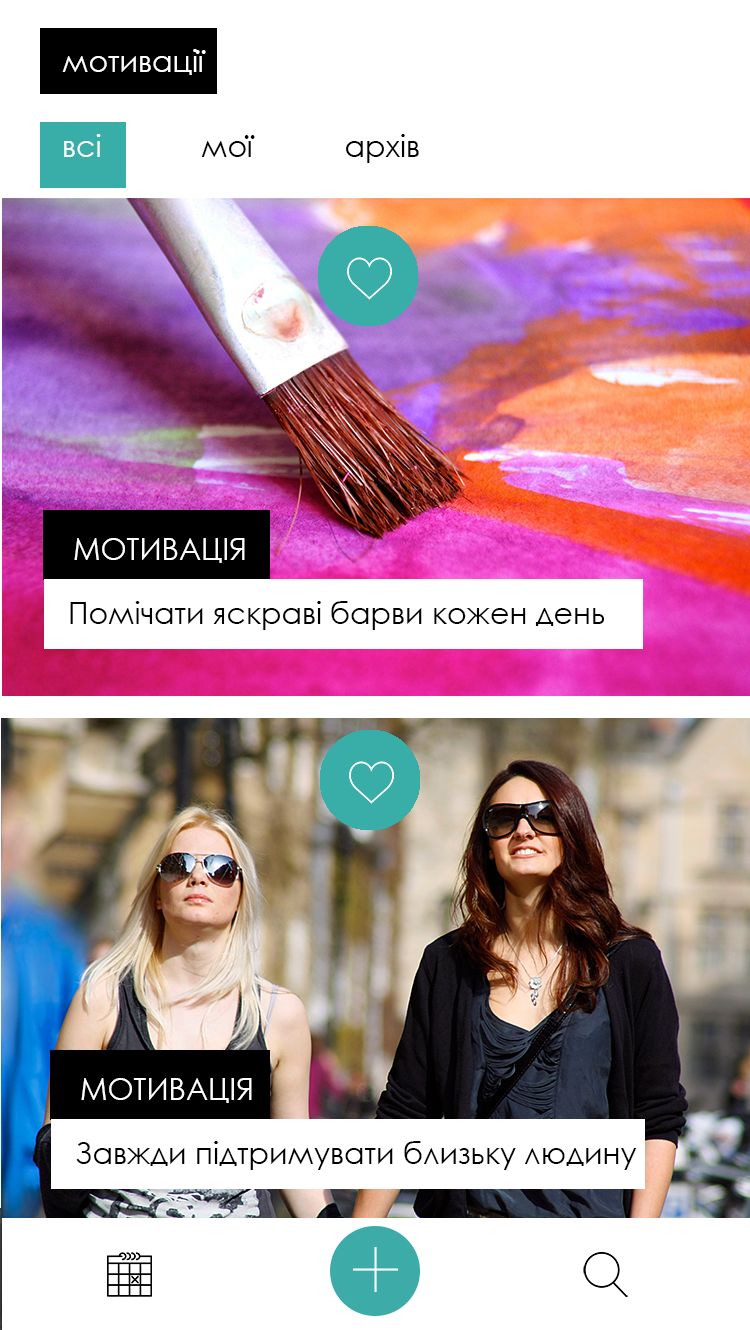 мотивації
всі
мої
архів
МОТИВАЦІЯ
Помічати яскраві барви кожен день
МОТИВАЦІЯ
Завжди підтримувати близьку людину